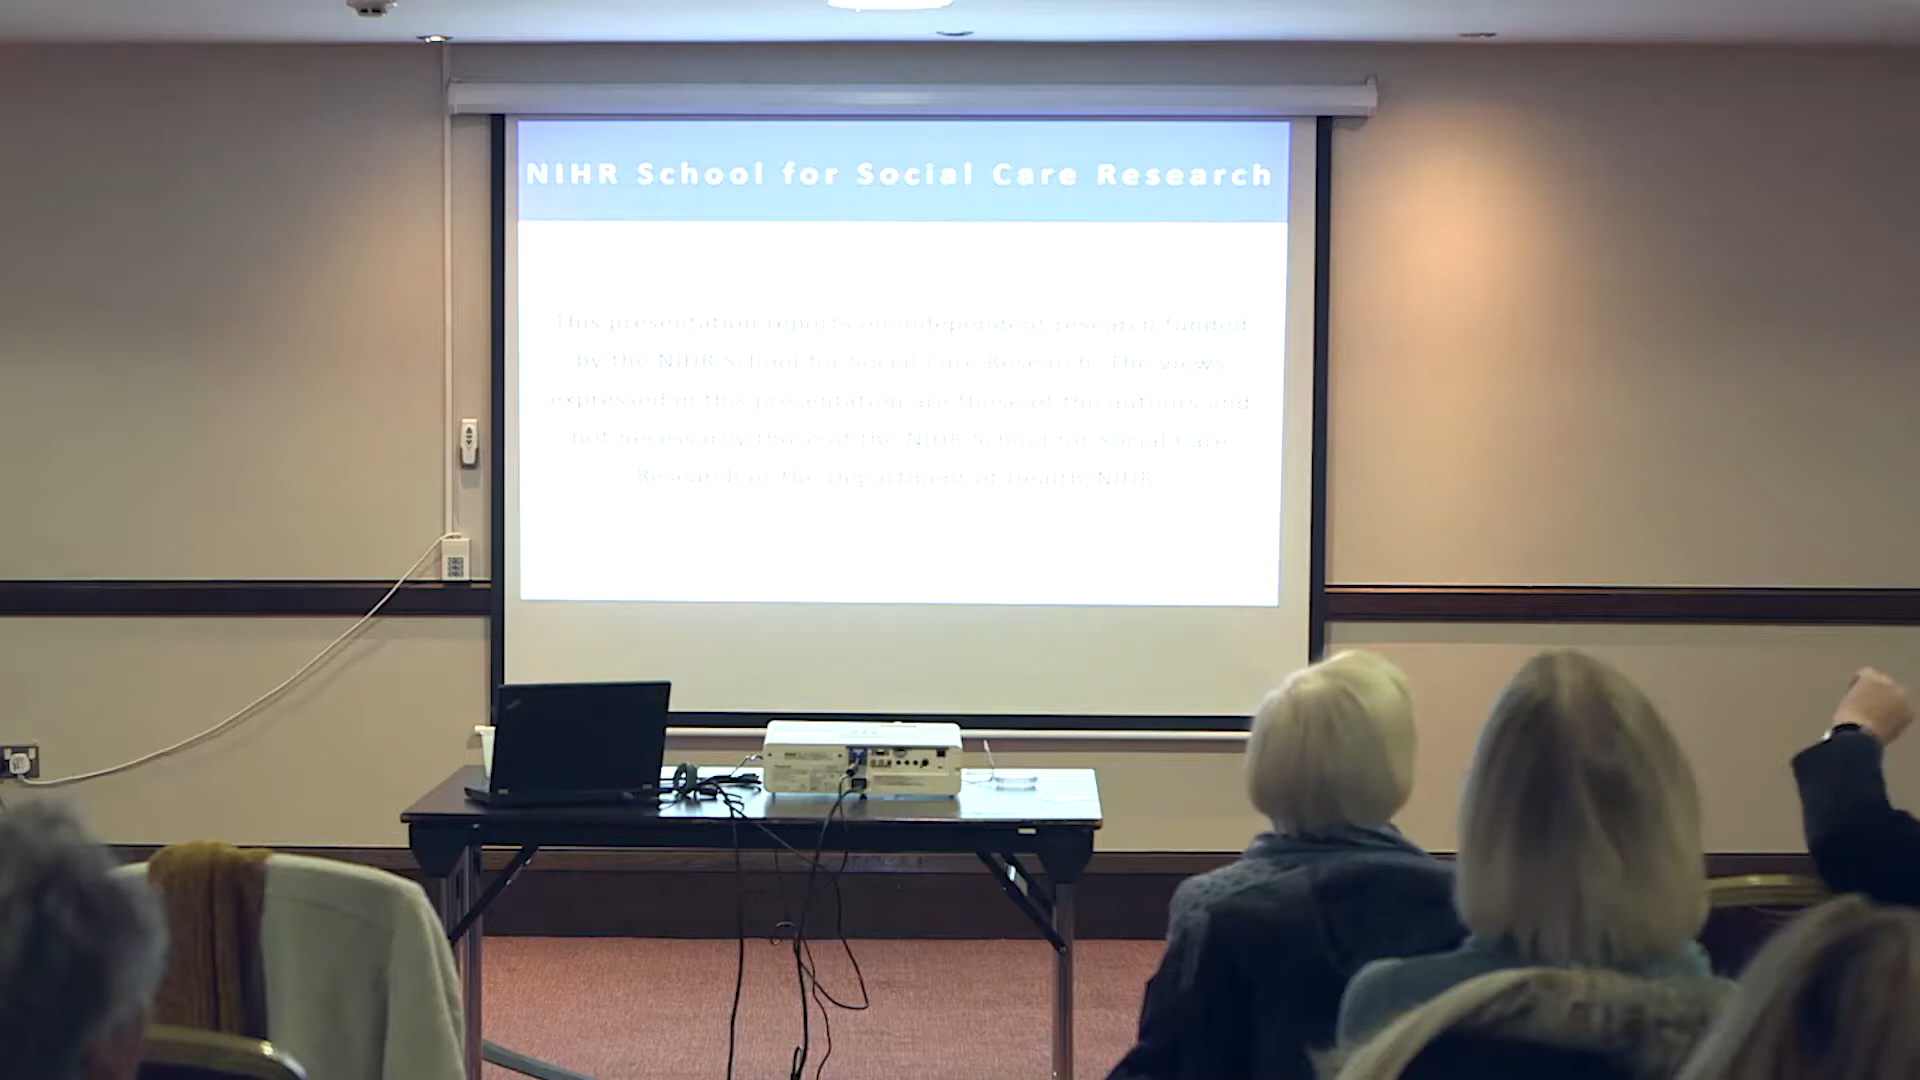 NIHR School for Social Care Research
This presentation reports on independent research funded
by the NIHR School for Social Care Research. The views
expressed in this presentation are those of the authors and
not necessarily those of the NIHR School for Social Care
Research or the Department of Health/NIHR